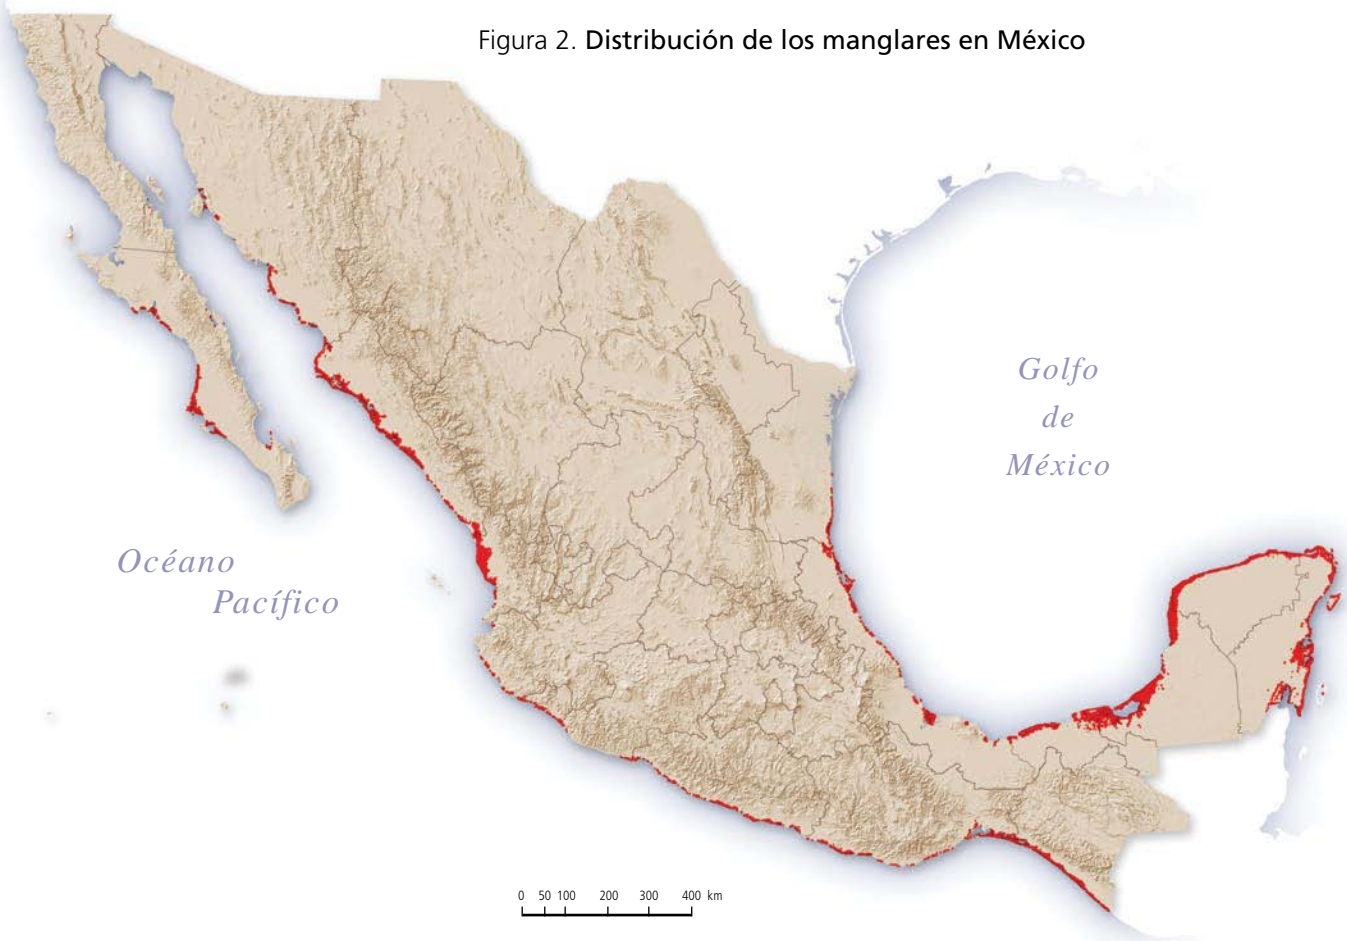 Figura 2. Distribución de los manglares en México
Golfo
de
México
Océano
Pacífico
0 50 100 200 300 400 km